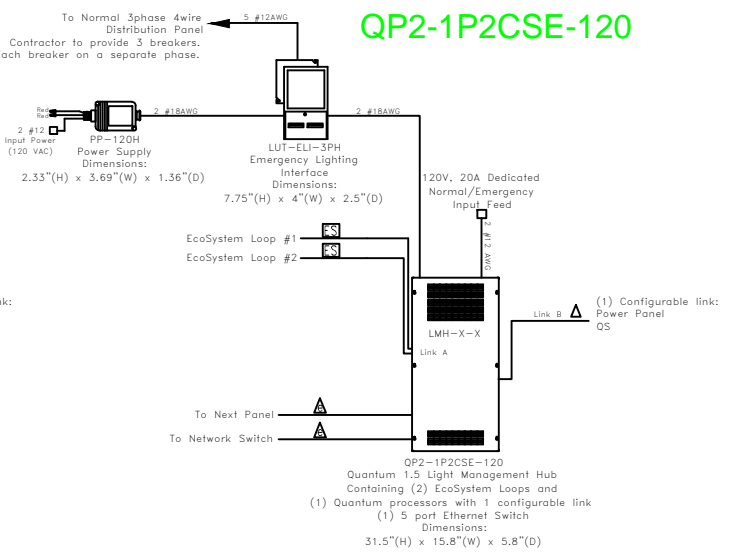 QP2-1P2CSE-120
To Normal 3phase 4wire
Distribution Panel
Contractor to provide 3 breakers.
Each breaker on a separate phase.
5 #12AWG
Red
Red
2 #12
Input Power
(120 VAC)
PP-120H
Power Supply
Dimensions:
2.33"(H) x 3.69"(W) x 1.36"(D)
2 #18AWG
LUT-ELI-3PH
Emergency Lighting
Interface
Dimensions:
7.75"(H) x 4"(W) x 2.5"(D)
2 #18AWG
120V, 20A Dedicated
Normal/Emergency
Input Feed
2 #12 AWG
EcoSystem Loop #1
ES
EcoSystem Loop #2
ES
LMH-X-X
Link A
Link B
(1) Configurable link:
Power Panel
QS
nk:
To Next Panel
E
To Network Switch
E
QP2-1P2CSE-120
Quantum 1.5 Light Management Hub
Containing (2) EcoSystem Loops and
(1) Quantum processors with 1 configurable link
(1) 5 port Ethernet Switch
Dimensions:
31.5"(H) x 15.8"(W) x 5.8"(D)